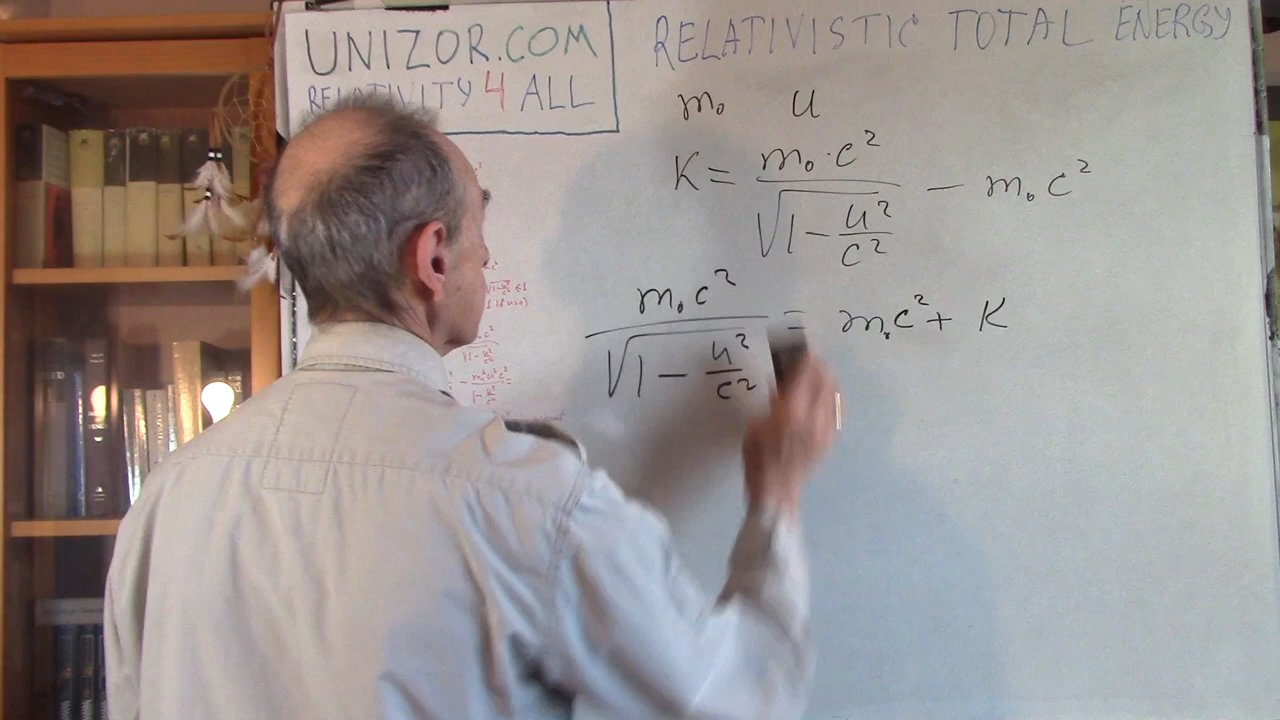 UNIZOR.COM
RELATIVITY 4 ALL
RELATIVISTIC TOTAL ENERGY
m₀ u
K = m₀·c² / √(1 − u²/c²) − m₀c²
m₀c² / √(1 − u²/c²) = m₀c² + K